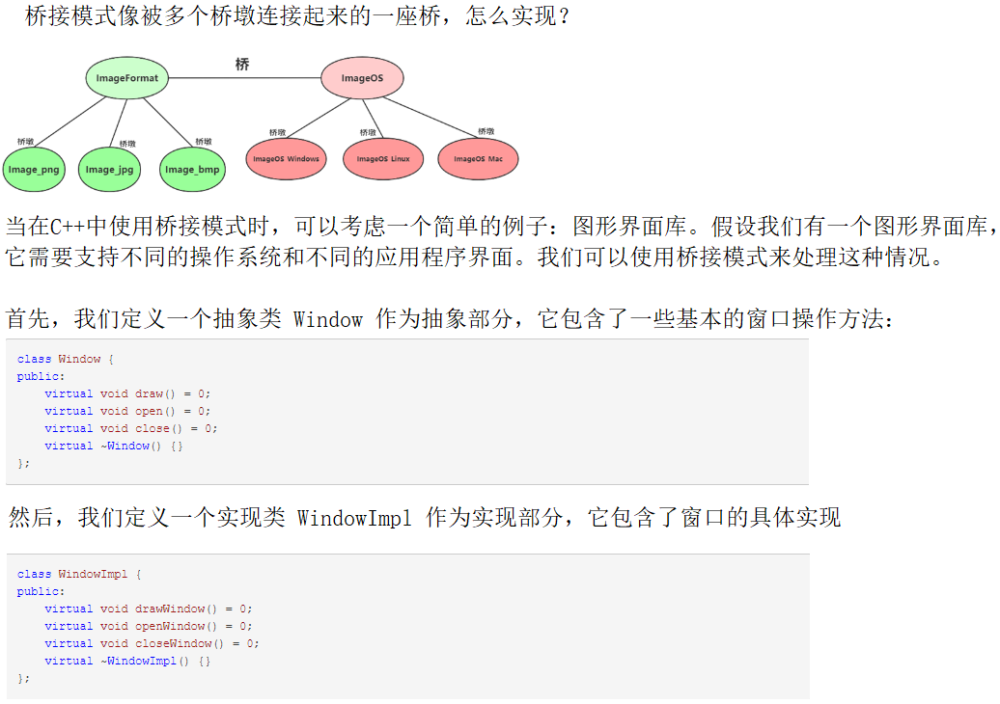 桥接模式像被多个桥墩连接起来的一座桥，怎么实现？
桥
ImageFormat
ImageOS
桥墩
桥墩
桥墩
桥墩
桥墩
桥墩
Image_png
Image_jpg
Image_bmp
ImageOS Windows
ImageOS Linux
ImageOS Mac
当在C++中使用桥接模式时，可以考虑一个简单的例子：图形界面库。假设我们有一个图形界面库，
它需要支持不同的操作系统和不同的应用程序界面。我们可以使用桥接模式来处理这种情况。
首先，我们定义一个抽象类 Window 作为抽象部分，它包含了一些基本的窗口操作方法：
class Window {
public:
    virtual void draw() = 0;
    virtual void open() = 0;
    virtual void close() = 0;
    virtual ~Window() {}
};
然后，我们定义一个实现类 WindowImpl 作为实现部分，它包含了窗口的具体实现
class WindowImpl {
public:
    virtual void drawWindow() = 0;
    virtual void openWindow() = 0;
    virtual void closeWindow() = 0;
    virtual ~WindowImpl() {}
};